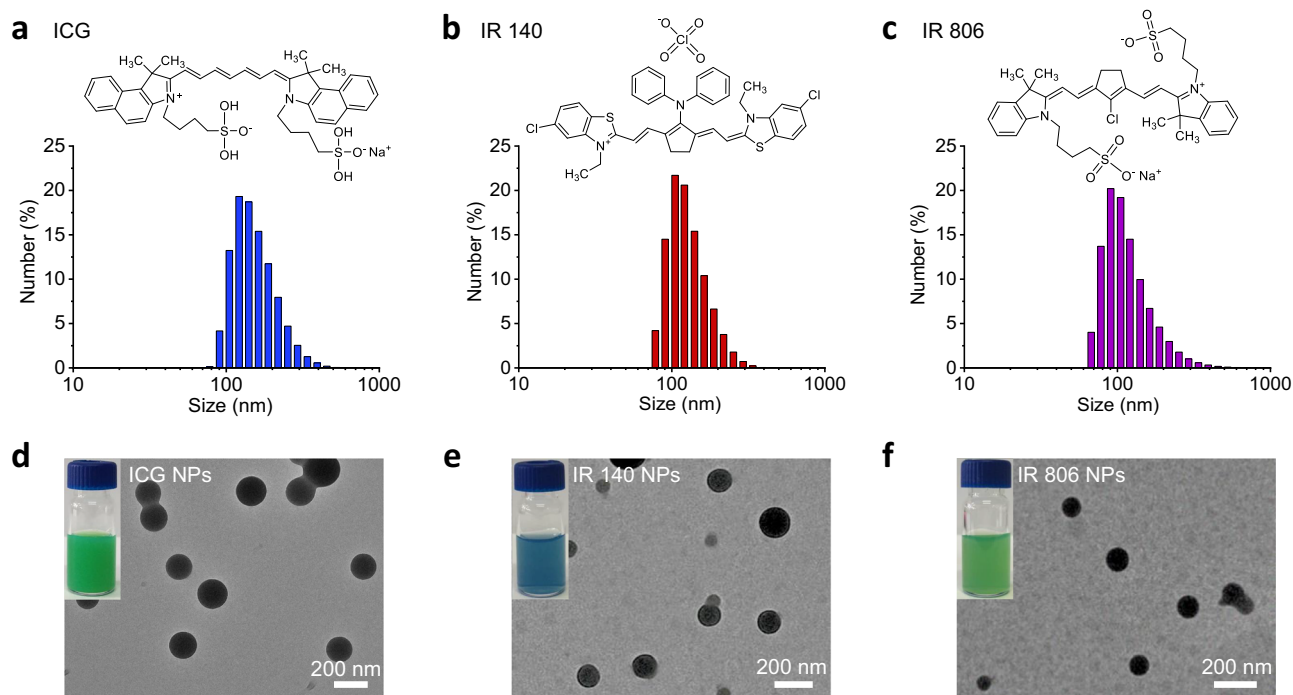 a ICG
H₃C CH₃
N⁺
OH
S O⁻
OH
H₃C CH₃
N
OH
S O⁻ Na⁺
OH
25
20
15
10
5
0
Number (%)
10 100 1000
Size (nm)
b IR 140
⁻O O
Cl
O O
Cl
S
N⁺
H₃C
N
CH₃
N
Cl
S
25
20
15
10
5
0
Number (%)
10 100 1000
Size (nm)
c IR 806
O O
⁻O S
H₃C CH₃
N
Cl
N⁺
H₃C CH₃
O
S
O O⁻ Na⁺
25
20
15
10
5
0
Number (%)
10 100 1000
Size (nm)
d ICG NPs
200 nm
e IR 140 NPs
200 nm
f IR 806 NPs
200 nm